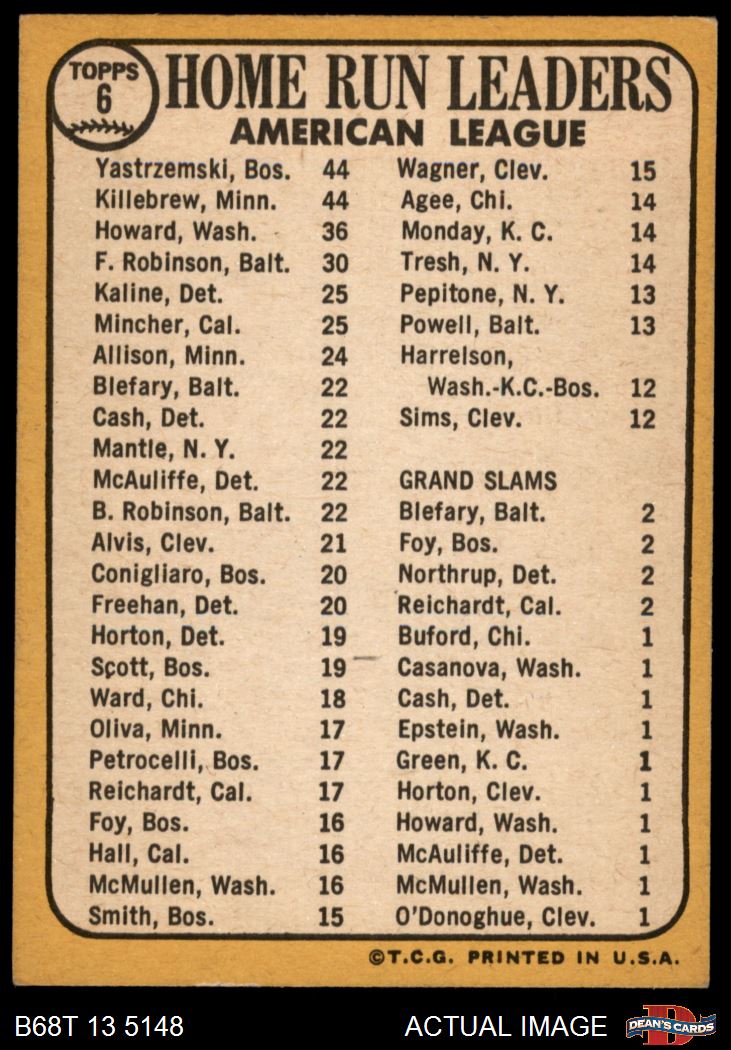 TOPPS
6
HOME RUN LEADERS
AMERICAN LEAGUE
Yastrzemski, Bos. 44
Killebrew, Minn. 44
Howard, Wash. 36
F. Robinson, Balt. 30
Kaline, Det. 25
Mincher, Cal. 25
Allison, Minn. 24
Blefary, Balt. 22
Cash, Det. 22
Mantle, N. Y. 22
McAuliffe, Det. 22
B. Robinson, Balt. 22
Alvis, Clev. 21
Conigliaro, Bos. 20
Freehan, Det. 20
Horton, Det. 19
Scott, Bos. 19
Ward, Chi. 18
Oliva, Minn. 17
Petrocelli, Bos. 17
Reichardt, Cal. 17
Foy, Bos. 16
Hall, Cal. 16
McMullen, Wash. 16
Smith, Bos. 15
Wagner, Clev. 15
Agee, Chi. 14
Monday, K. C. 14
Tresh, N. Y. 14
Pepitone, N. Y. 13
Powell, Balt. 13
Harrelson,
Wash.-K.C.-Bos. 12
Sims, Clev. 12
GRAND SLAMS
Blefary, Balt. 2
Foy, Bos. 2
Northrup, Det. 2
Reichardt, Cal. 2
Buford, Chi. 1
Casanova, Wash. 1
Cash, Det. 1
Epstein, Wash. 1
Green, K. C. 1
Horton, Clev. 1
Howard, Wash. 1
McAuliffe, Det. 1
McMullen, Wash. 1
O'Donoghue, Clev. 1
©T.C.G. PRINTED IN U.S.A.
B68T 13 5148
ACTUAL IMAGE
D
DEAN'S CARDS